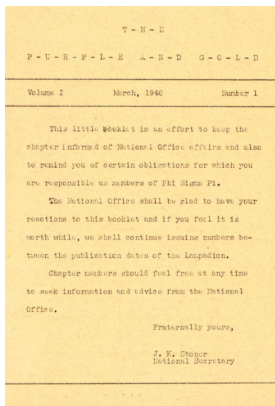 T - H - E
P - U - R - P - L - E   A - N - D   G - O - L - D
Volume I March, 1940 Number 1
This little booklet is an effort to keep the
chapter informed of National Office affairs and also
to remind you of certain obligations for which you
are responsible as members of Phi Sigma Pi.
The National Office shall be glad to have your
reactions to this booklet and if you feel it is
worth while, we shall continue issuing numbers be-
tween the publication dates of the Lampadion.
Chapter members should feel free at any time
to seek information and advice from the National
Office.
Fraternally yours,
J. K. Stoner
National Secretary